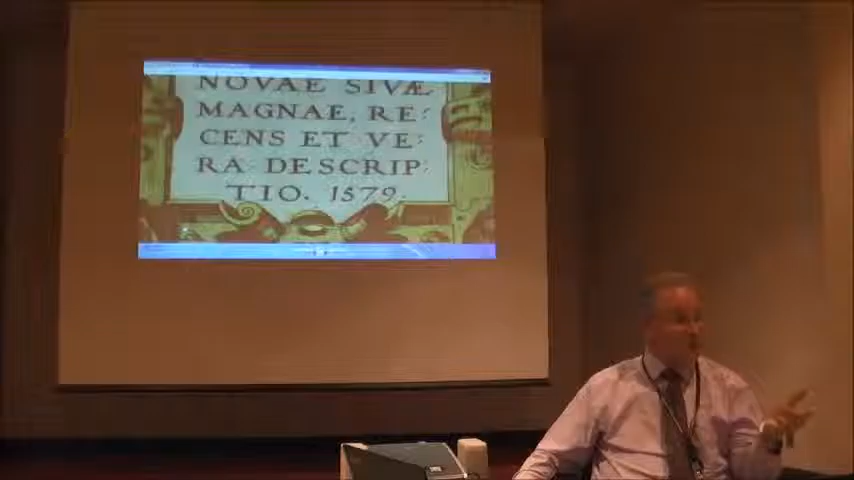 NOVAE SIVÆ
MAGNAE, RE:
CENS ET VE:
RA DESCRIP:
TIO. 1579.